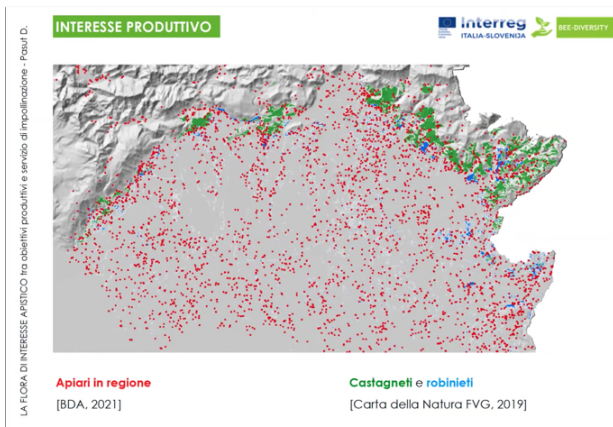 INTERESSE PRODUTTIVO
Interreg
ITALIA-SLOVENIJA
BEE-DIVERSITY
LA FLORA DI INTERESSE APISTICO tra obiettivi produttivi e servizio di impollinazione - Pasut D.
Apiari in regione
[BDA, 2021]
Castagneti e robinieti
[Carta della Natura FVG, 2019]